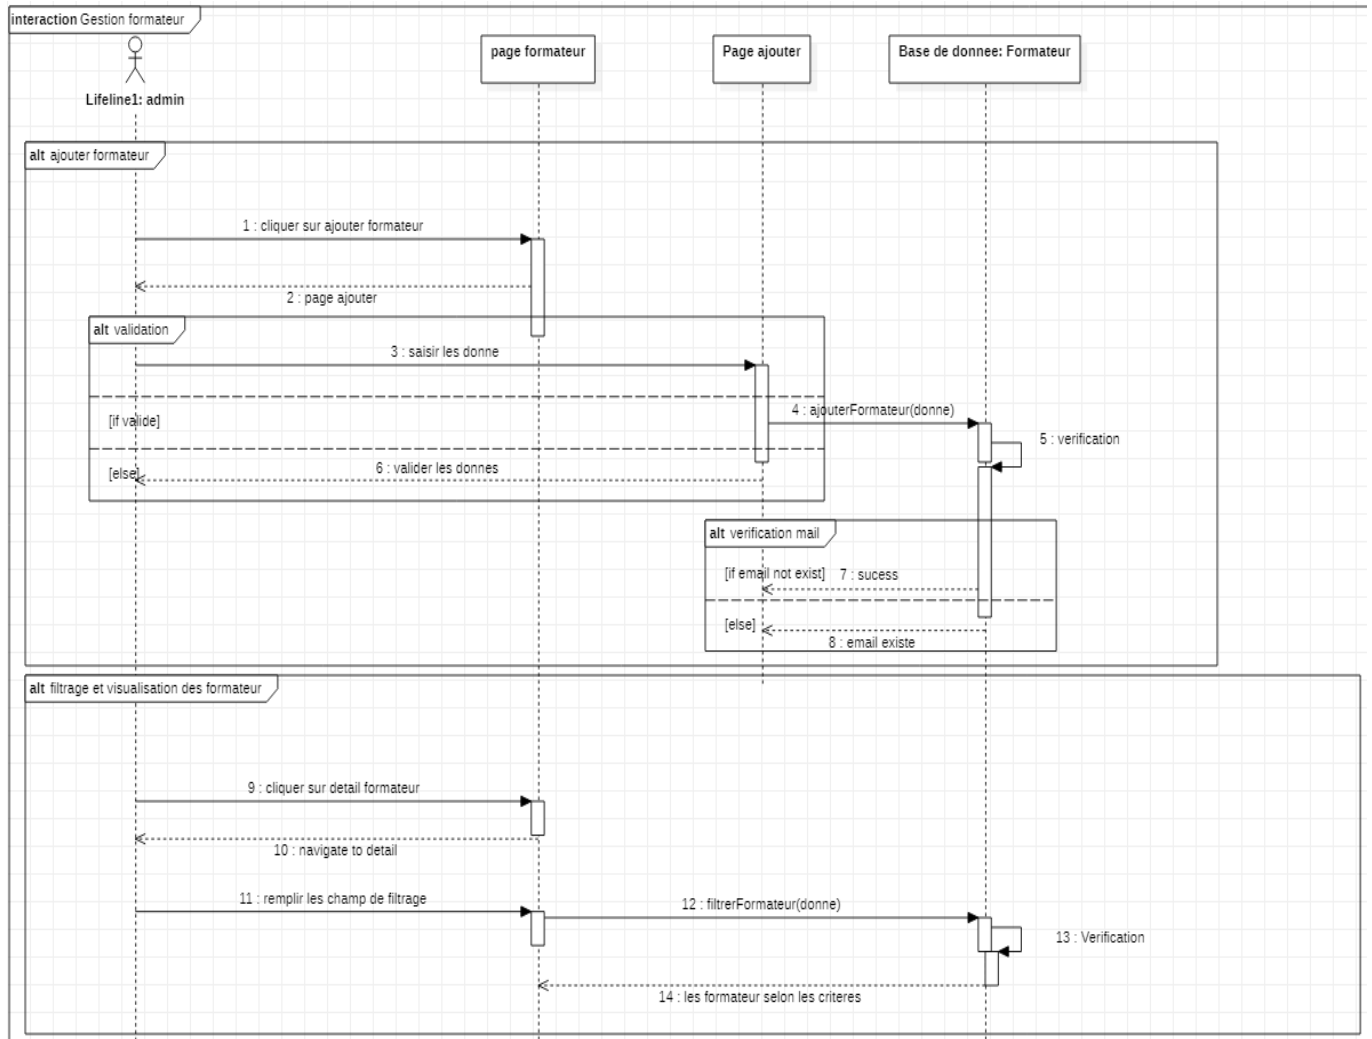 interaction Gestion formateur
page formateur
Page ajouter
Base de donnee: Formateur
Lifeline1: admin
alt ajouter formateur
1 : cliquer sur ajouter formateur
2 : page ajouter
alt validation
3 : saisir les donne
[if valide]
4 : ajouterFormateur(donne)
5 : verification
[else]
6 : valider les donnes
alt verification mail
[if email not exist]
7 : sucess
[else]
8 : email existe
alt filtrage et visualisation des formateur
9 : cliquer sur detail formateur
10 : navigate to detail
11 : remplir les champ de filtrage
12 : filtrerFormateur(donne)
13 : Verification
14 : les formateur selon les criteres